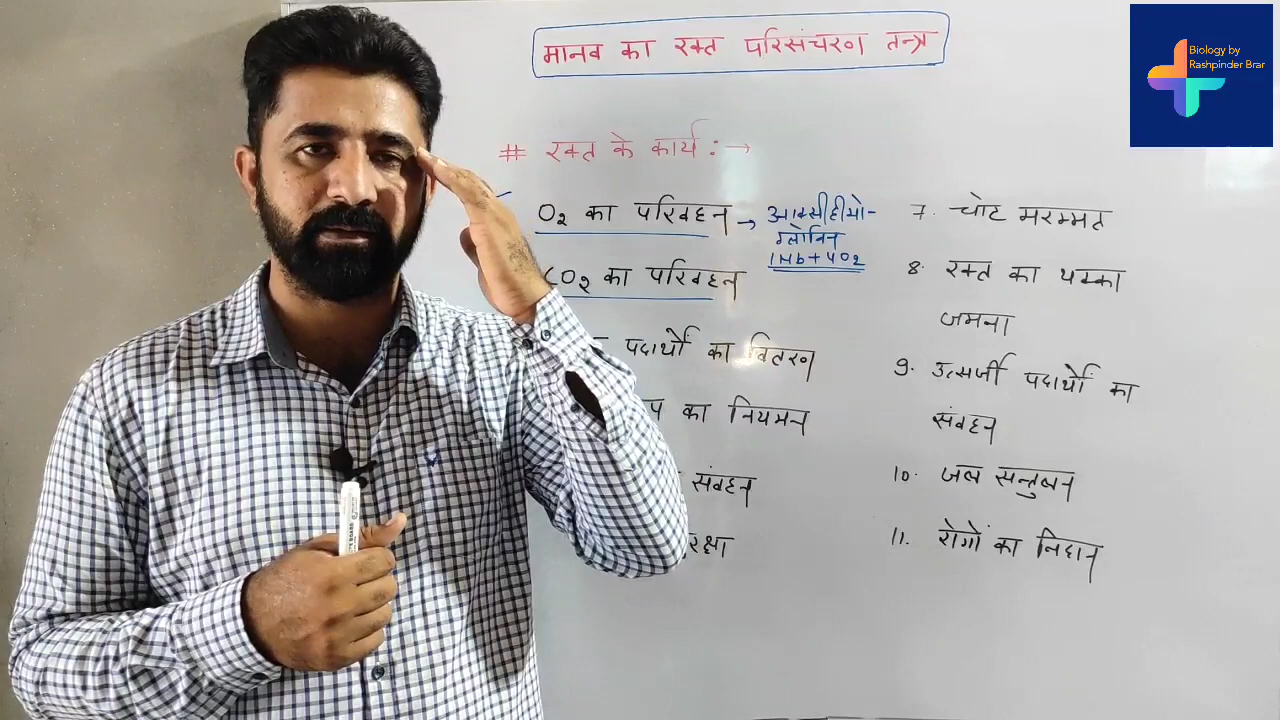 मानव का रक्त परिसंचरण तन्त्र
Biology by
Rashpinder Brar
# रक्त के कार्य :→
O₂ का परिवहन → आक्सीहीमो-
ग्लोबिन
1Hb + 4O₂
CO₂ का परिवहन
पदार्थों का वितरण
का नियमन
संवहन
रक्षा
7. चोट मरम्मत
8. रक्त का थक्का
जमना
9. उत्सर्जी पदार्थों का
संवहन
10. जल सन्तुलन
11. रोगों का निदान